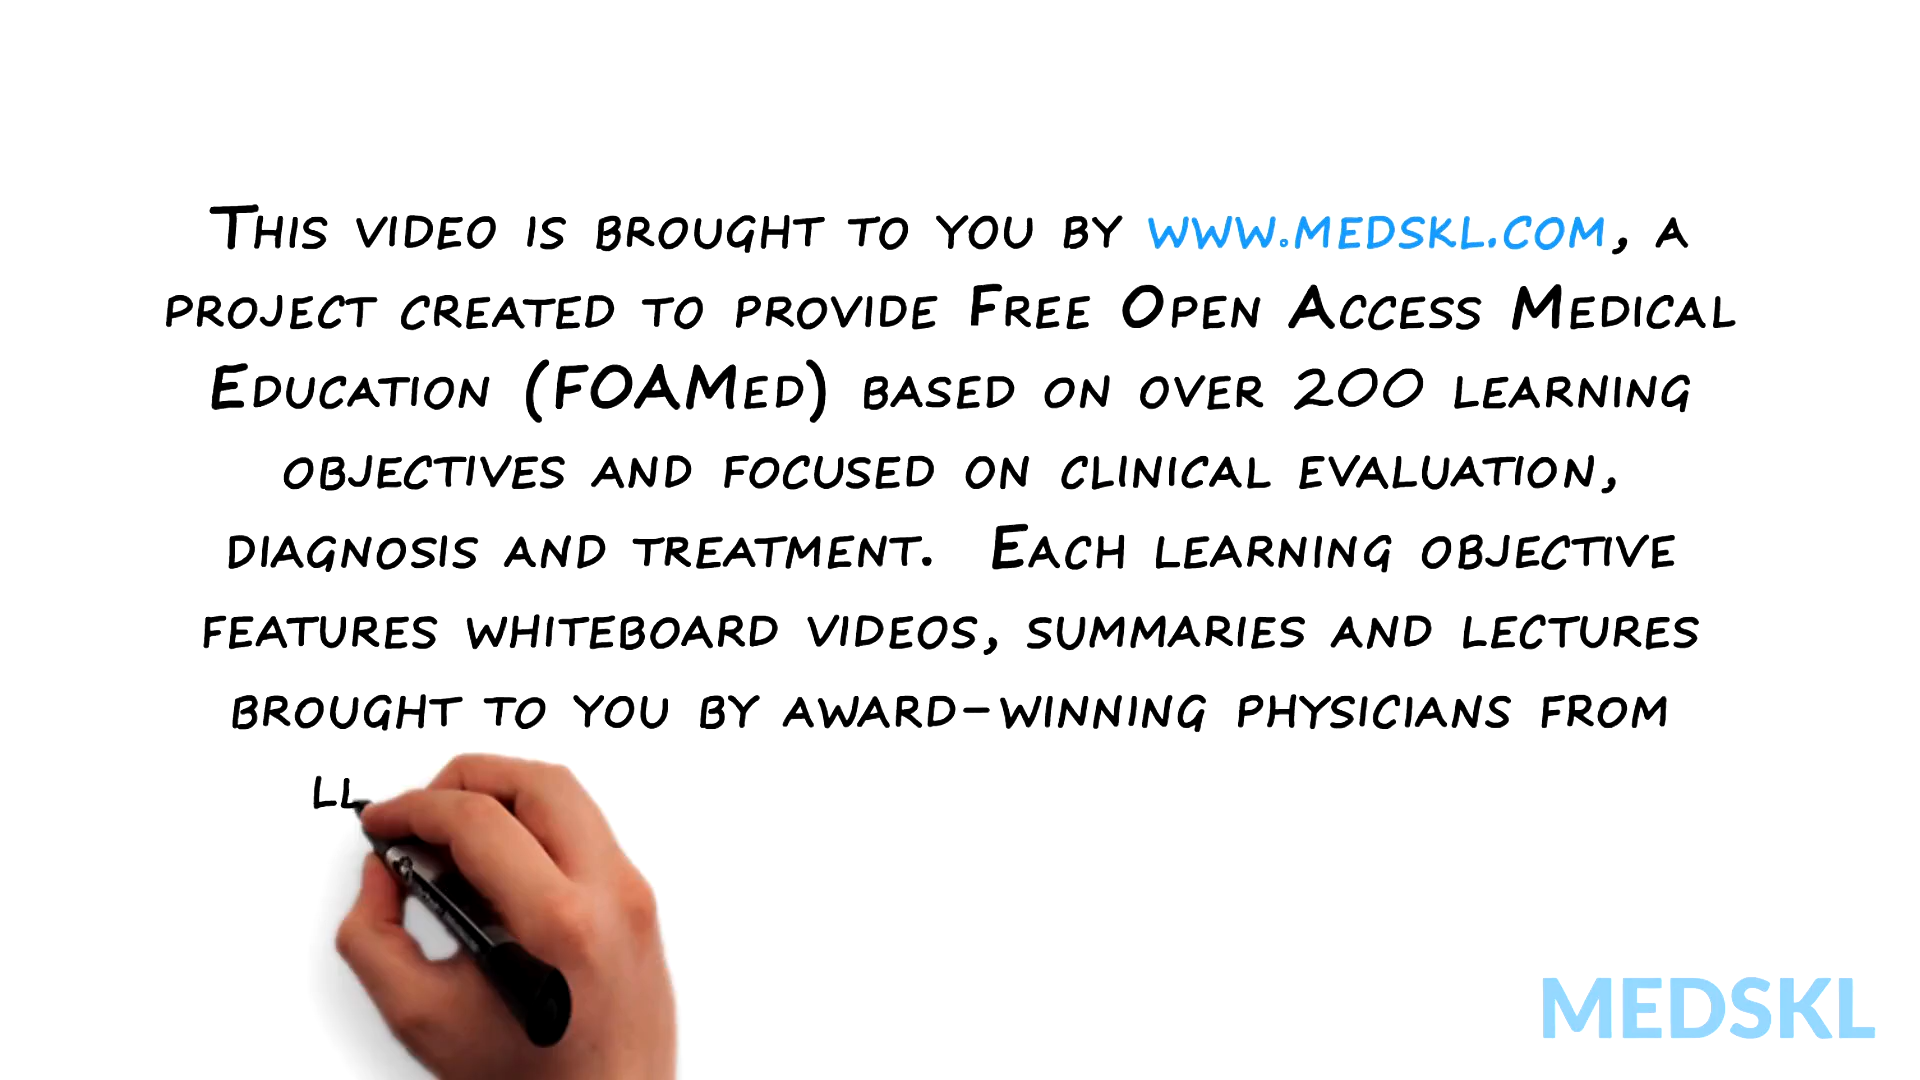 This video is brought to you by www.medskl.com, a
project created to provide Free Open Access Medical
Education (FOAMed) based on over 200 learning
objectives and focused on clinical evaluation,
diagnosis and treatment. Each learning objective
features whiteboard videos, summaries and lectures
brought to you by award-winning physicians from
MEDSKL